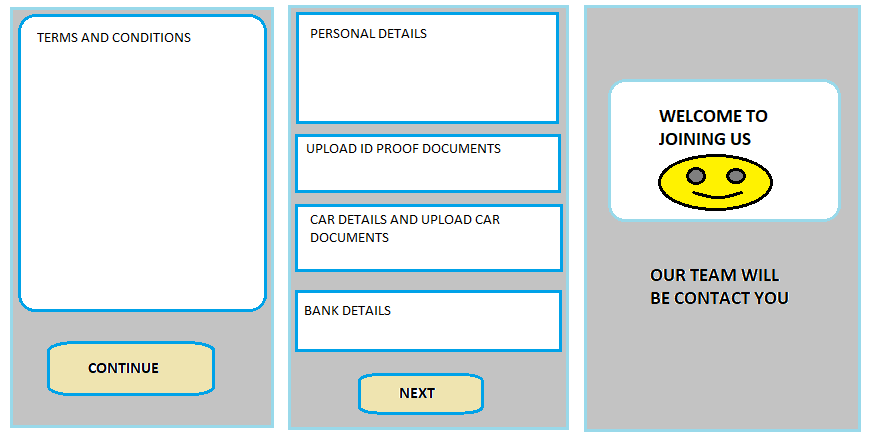 TERMS AND CONDITIONS
CONTINUE
PERSONAL DETAILS
UPLOAD ID PROOF DOCUMENTS
CAR DETAILS AND UPLOAD CAR
DOCUMENTS
BANK DETAILS
NEXT
WELCOME TO
JOINING US
OUR TEAM WILL
BE CONTACT YOU